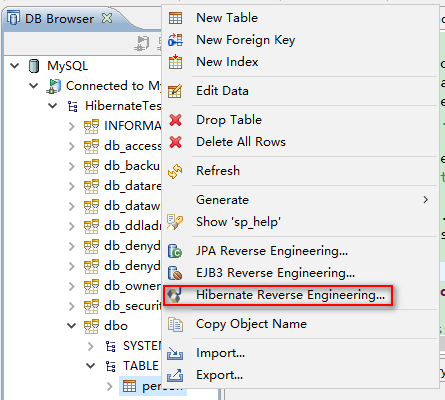 DB Browser
MySQL
Connected to My
HibernateTes
INFORMA
db_access
db_backu
db_datare
db_dataw
db_ddladr
db_denyd
db_denyd
db_owner
db_securit
dbo
SYSTEM
TABLE
person
New Table
New Foreign Key
New Index
Edit Data
Drop Table
Delete All Rows
Refresh
Generate
Show 'sp_help'
JPA Reverse Engineering...
EJB3 Reverse Engineering...
Hibernate Reverse Engineering...
Copy Object Name
Import...
Export...